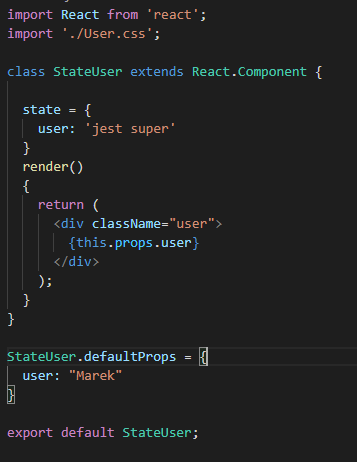 import React from 'react';
import './User.css';
class StateUser extends React.Component {
state = {
user: 'jest super'
}
render()
{
return (
<div className="user">
{this.props.user}
</div>
);
}
}
StateUser.defaultProps = {
user: "Marek"
}
export default StateUser;